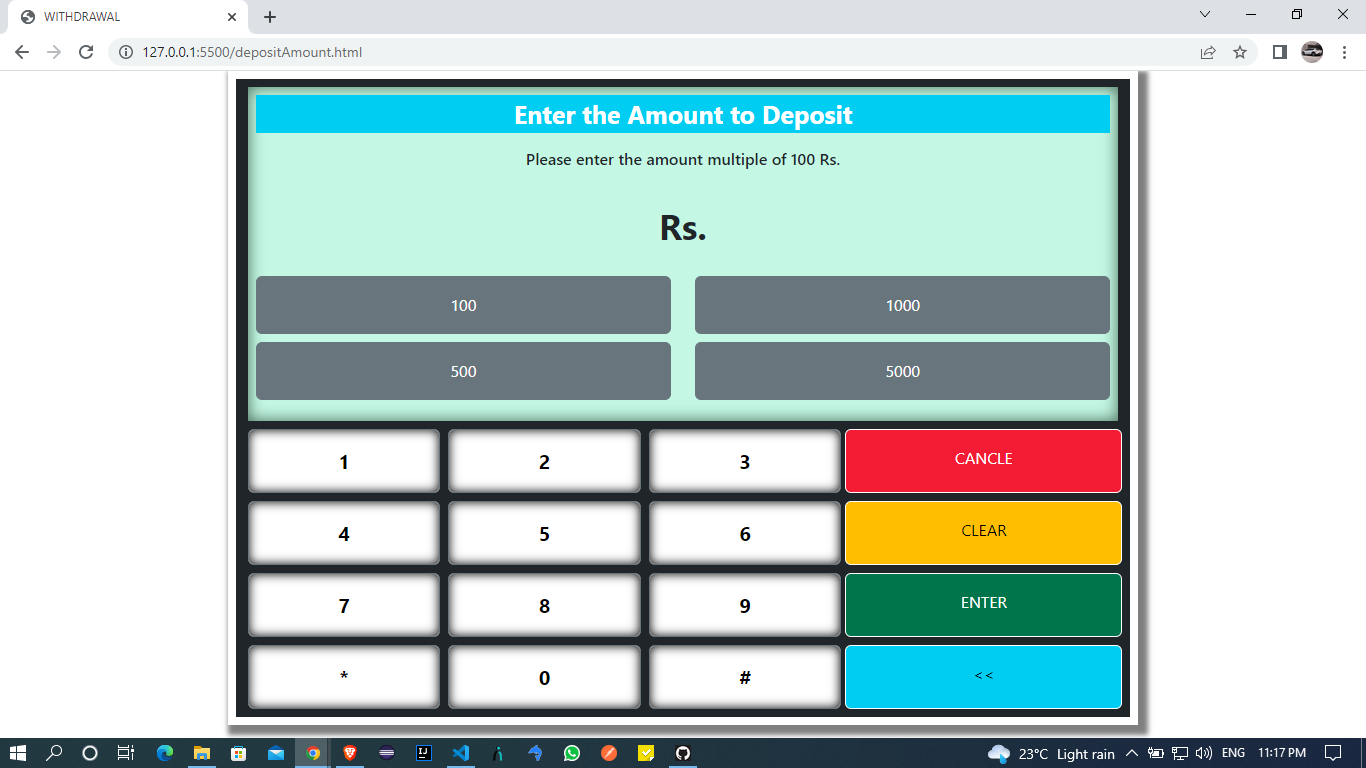 WITHDRAWAL
127.0.0.1:5500/depositAmount.html
Enter the Amount to Deposit
Please enter the amount multiple of 100 Rs.
Rs.
100 1000
500 5000
1 2 3 CANCLE
4 5 6 CLEAR
7 8 9 ENTER
* 0 # <<
23°C Light rain ENG 11:17 PM